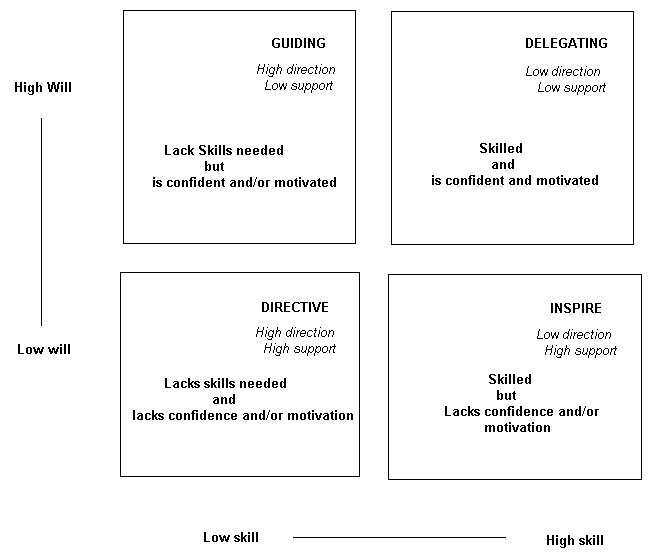 GUIDING
High direction
Low support
Lack Skills needed
but
is confident and/or motivated
DELEGATING
Low direction
Low support
Skilled
and
is confident and motivated
High Will
Low will
DIRECTIVE
High direction
High support
Lacks skills needed
and
lacks confidence and/or motivation
INSPIRE
Low direction
High support
Skilled
but
Lacks confidence and/or
motivation
Low skill
High skill